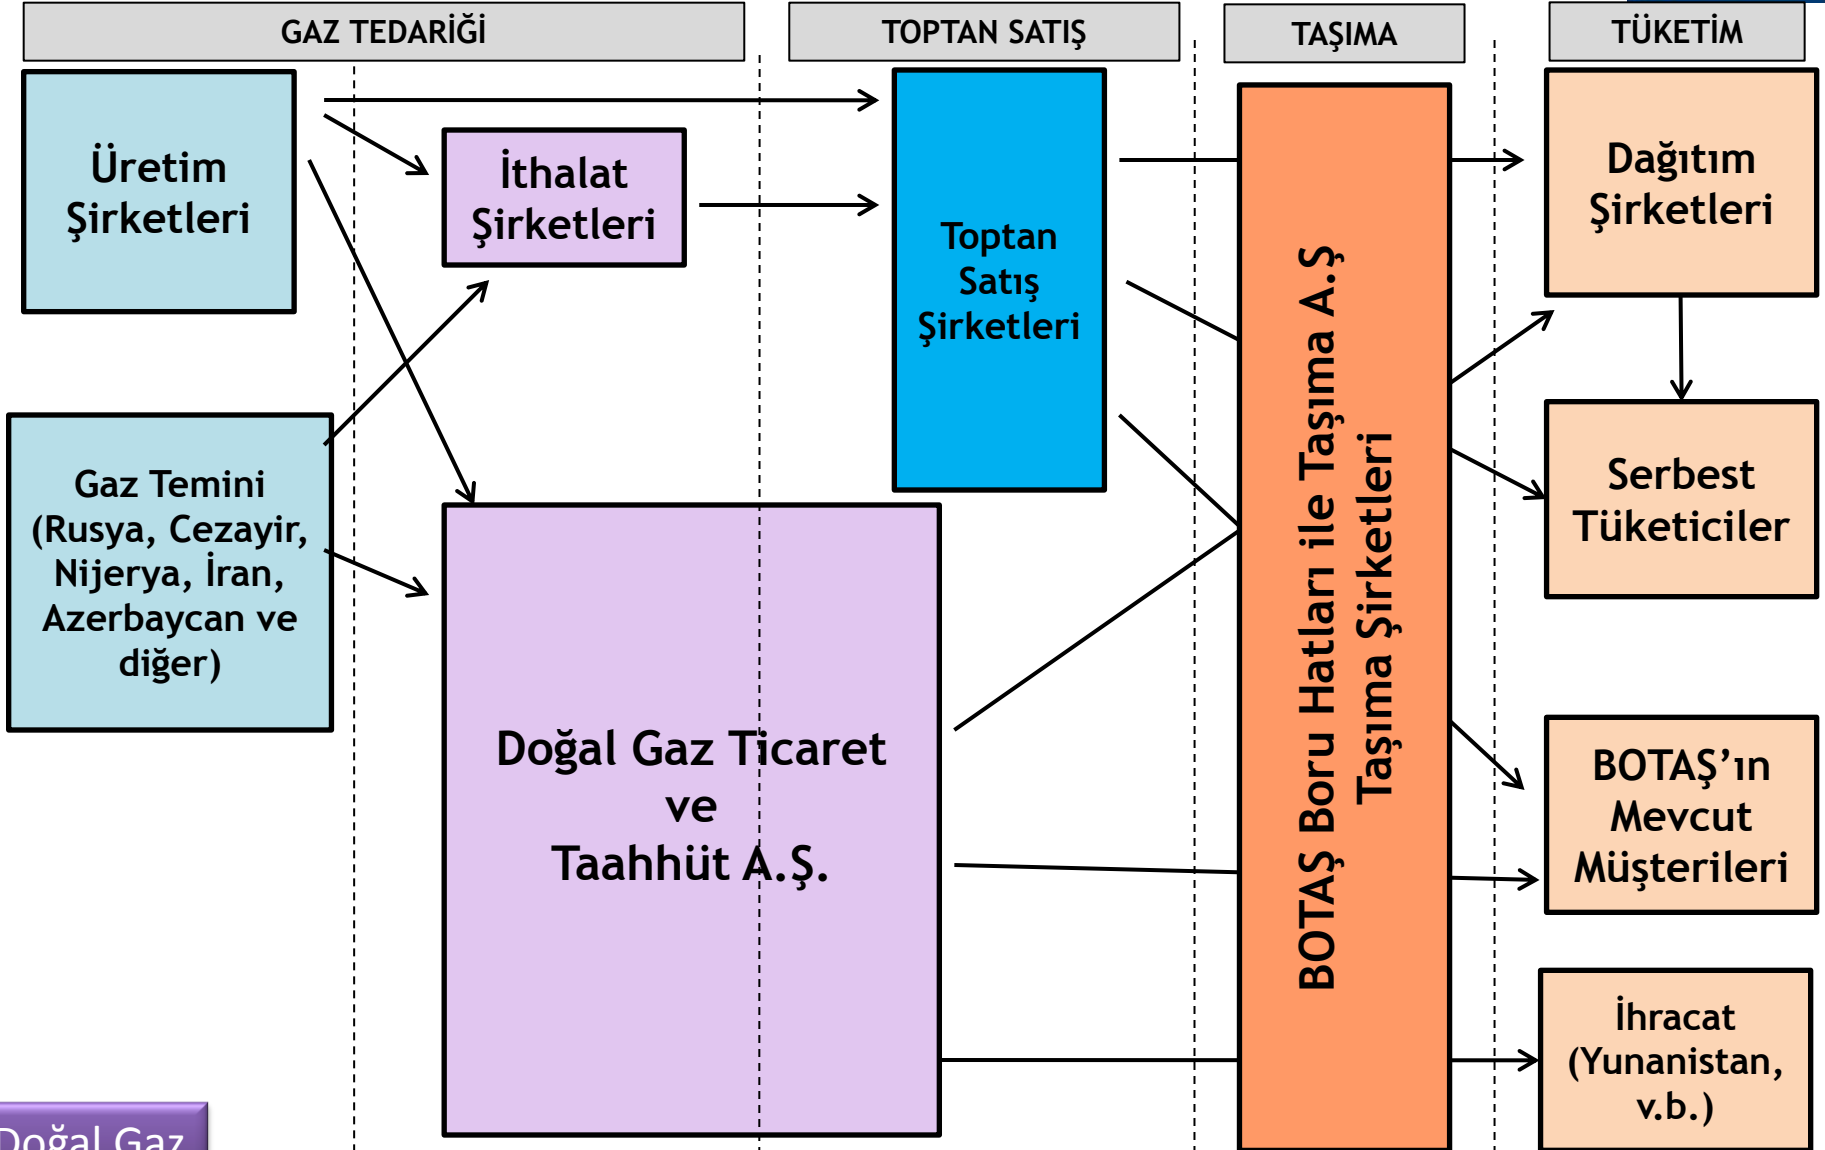 GAZ TEDARİĞİ
TOPTAN SATIŞ
TAŞIMA
TÜKETİM
Üretim
Şirketleri
İthalat
Şirketleri
Toptan
Satış
Şirketleri
Dağıtım
Şirketleri
Gaz Temini
(Rusya, Cezayir,
Nijerya, İran,
Azerbaycan ve
diğer)
Doğal Gaz Ticaret
ve
Taahhüt A.Ş.
BOTAŞ Boru Hatları ile Taşıma A.Ş
Taşıma Şirketleri
Serbest
Tüketiciler
BOTAŞ’ın
Mevcut
Müşterileri
İhracat
(Yunanistan,
v.b.)
Doğal Gaz